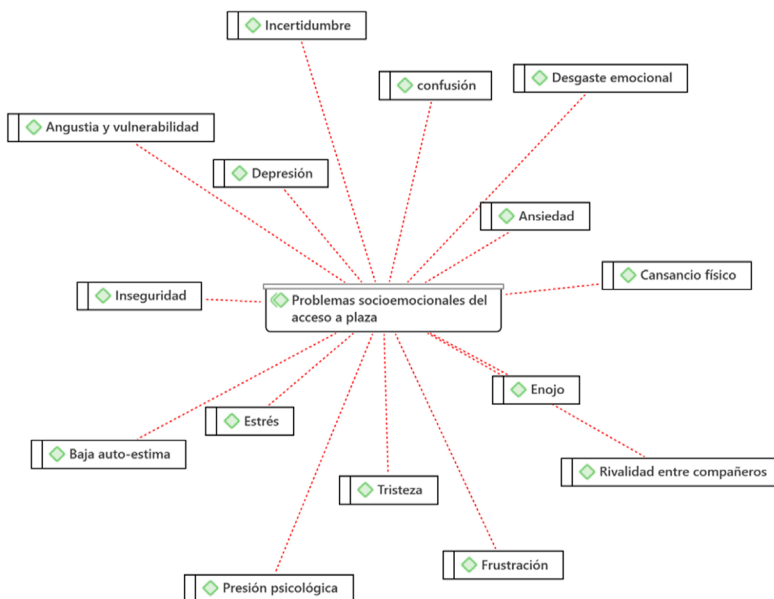 Incertidumbre
confusión
Desgaste emocional
Angustia y vulnerabilidad
Depresión
Ansiedad
Cansancio físico
Inseguridad
Problemas socioemocionales del
acceso a plaza
Enojo
Estrés
Baja auto-estima
Rivalidad entre compañeros
Tristeza
Frustración
Presión psicológica